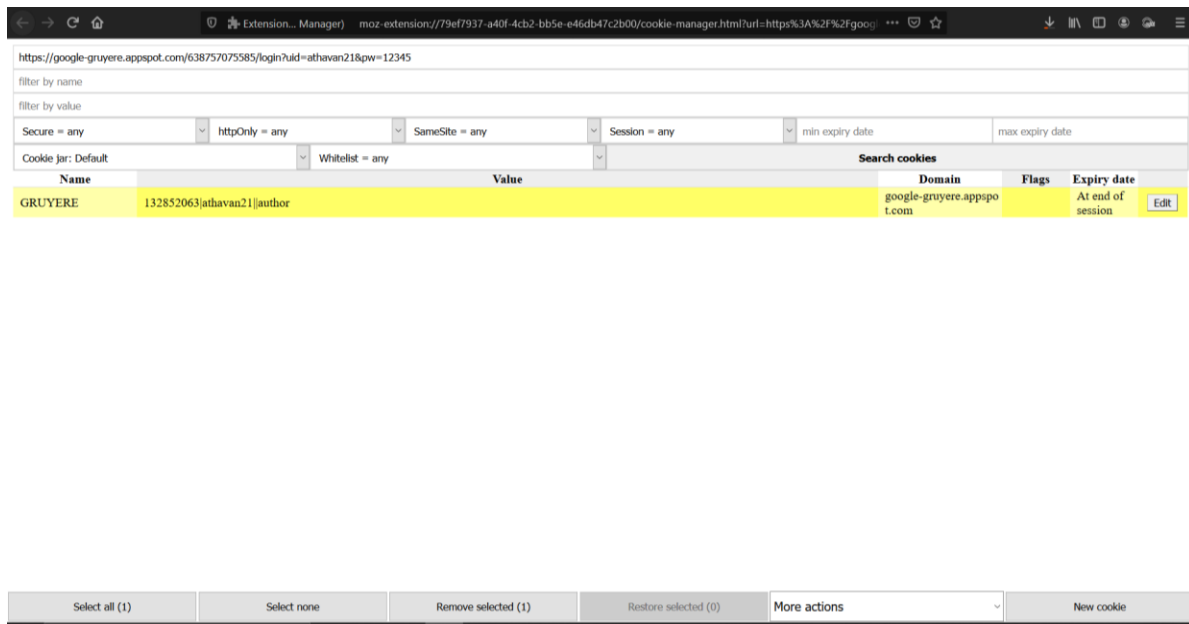 Extension... Manager) moz-extension://79ef7937-a40f-4cb2-bb5e-e46db47c2b00/cookie-manager.html?url=https%3A%2F%2Fgoogl
https://google-gruyere.appspot.com/638757075585/login?uid=athavan21&pw=12345
filter by name
filter by value
Secure = any httpOnly = any SameSite = any Session = any min expiry date max expiry date
Cookie jar: Default Whitelist = any Search cookies
Name Value Domain Flags Expiry date
GRUYERE 132852063|athavan21||author google-gruyere.appspo At end of Edit
t.com session
Select all (1) Select none Remove selected (1) Restore selected (0) More actions New cookie